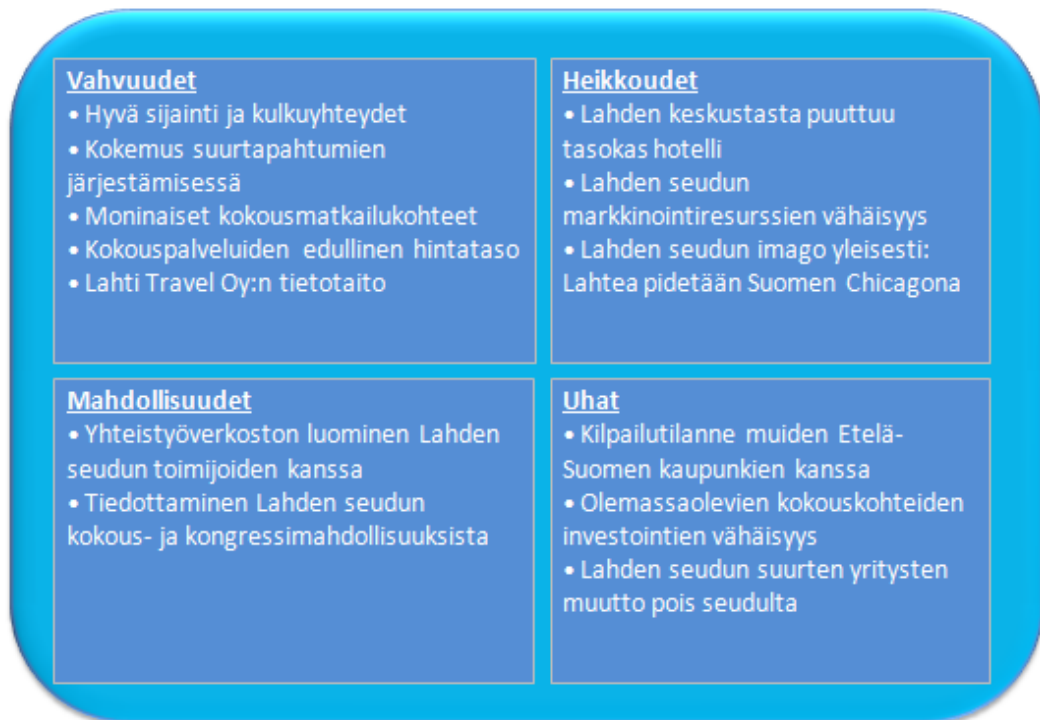 Vahvuudet
• Hyvä sijainti ja kulkuyhteydet
• Kokemus suurtapahtumien
järjestämisessä
• Moninaiset kokousmatkailukohteet
• Kokouspalveluiden edullinen hintataso
• Lahti Travel Oy:n tietotaito
Heikkoudet
• Lahden keskustasta puuttuu
tasokas hotelli
• Lahden seudun
markkinointiresurssien vähäisyys
• Lahden seudun imago yleisesti:
Lahtea pidetään Suomen Chicagona
Mahdollisuudet
• Yhteistyöverkoston luominen Lahden
seudun toimijoiden kanssa
• Tiedottaminen Lahden seudun
kokous- ja kongressimahdollisuuksista
Uhat
• Kilpailutilanne muiden Etelä-
Suomen kaupunkien kanssa
• Olemassaolevien kokouskohteiden
investointien vähäisyys
• Lahden seudun suurten yritysten
muutto pois seudulta